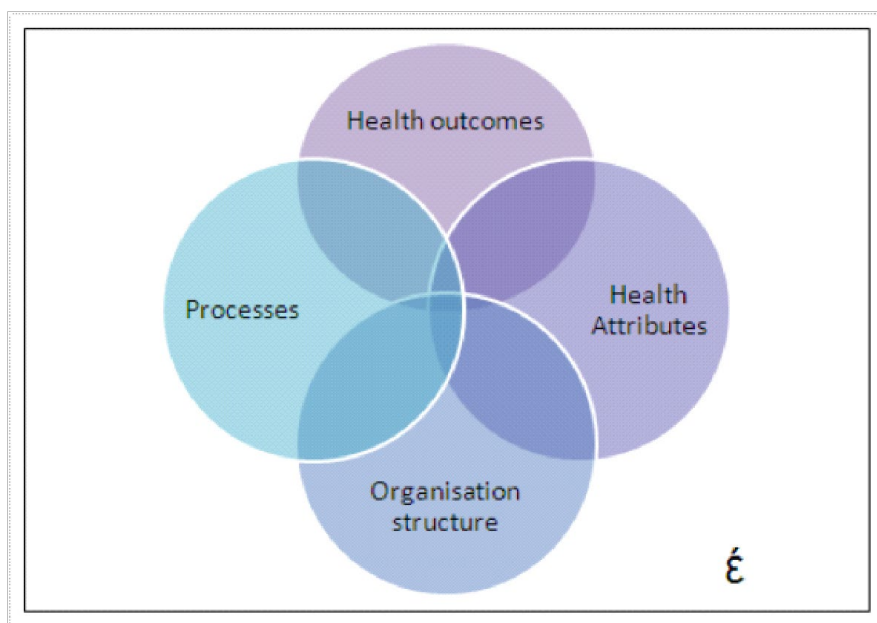 Health outcomes
Processes
Health
Attributes
Organisation
structure
έ